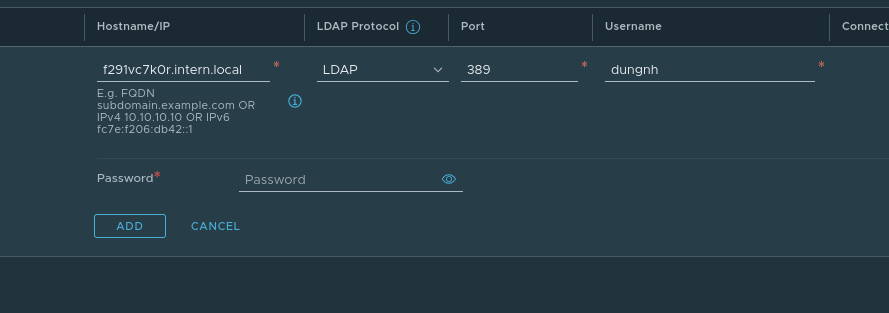 Hostname/IP LDAP Protocol Port Username Connect
f291vc7k0r.intern.local * LDAP 389 * dungnh *
E.g. FQDN
subdomain.example.com OR
IPv4 10.10.10.10 OR IPv6
fc7e:f206:db42::1
Password* Password
ADD CANCEL